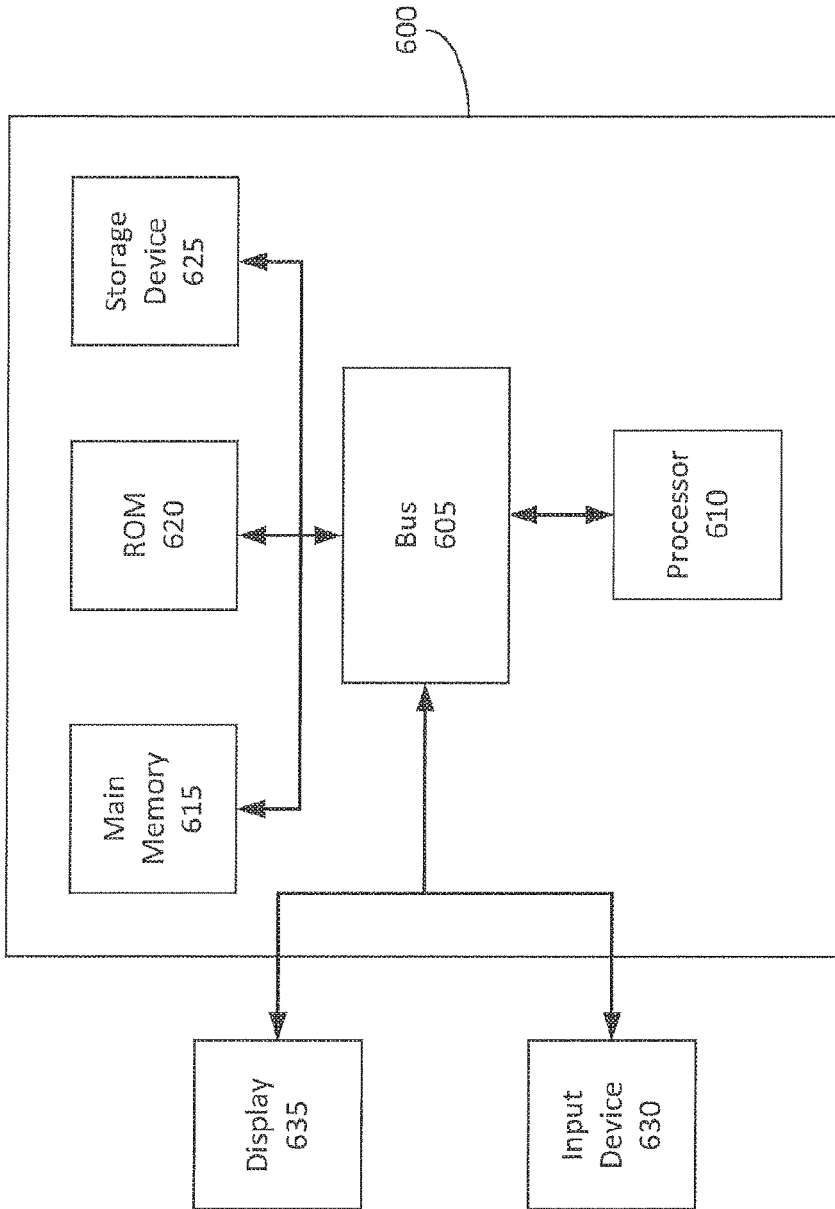 600
Storage
Device
625
ROM
620
Main
Memory
615
Bus
605
Processor
610
Display
635
Input
Device
630